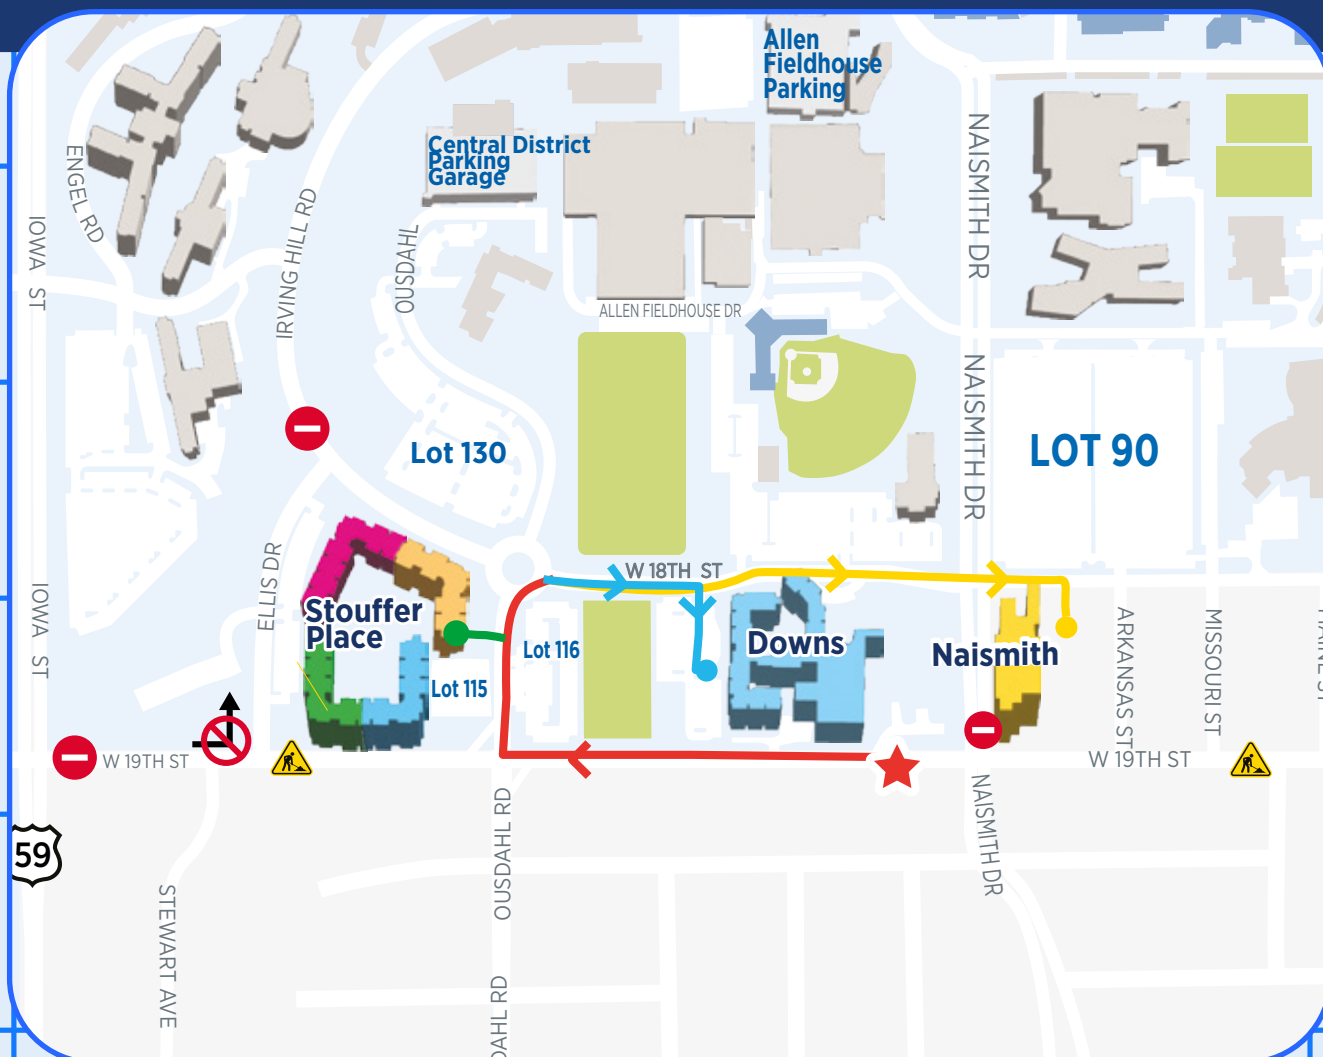 Allen
Fieldhouse
Parking
Central District
Parking
Garage
ENGEL RD
IOWA ST
IRVING HILL RD
OUSDAHL
NAISMITH DR
ALLEN FIELDHOUSE DR
NAISMITH DR
Lot 130
LOT 90
ELLIS DR
W 18TH ST
IOWA ST
Stouffer
Place
Lot 116
Downs
Naismith
Lot 115
ARKANSAS ST
MISSOURI ST
W 19TH ST
W 19TH ST
NAISMITH DR
OUSDAHL RD
59
STEWART AVE
DAHL RD